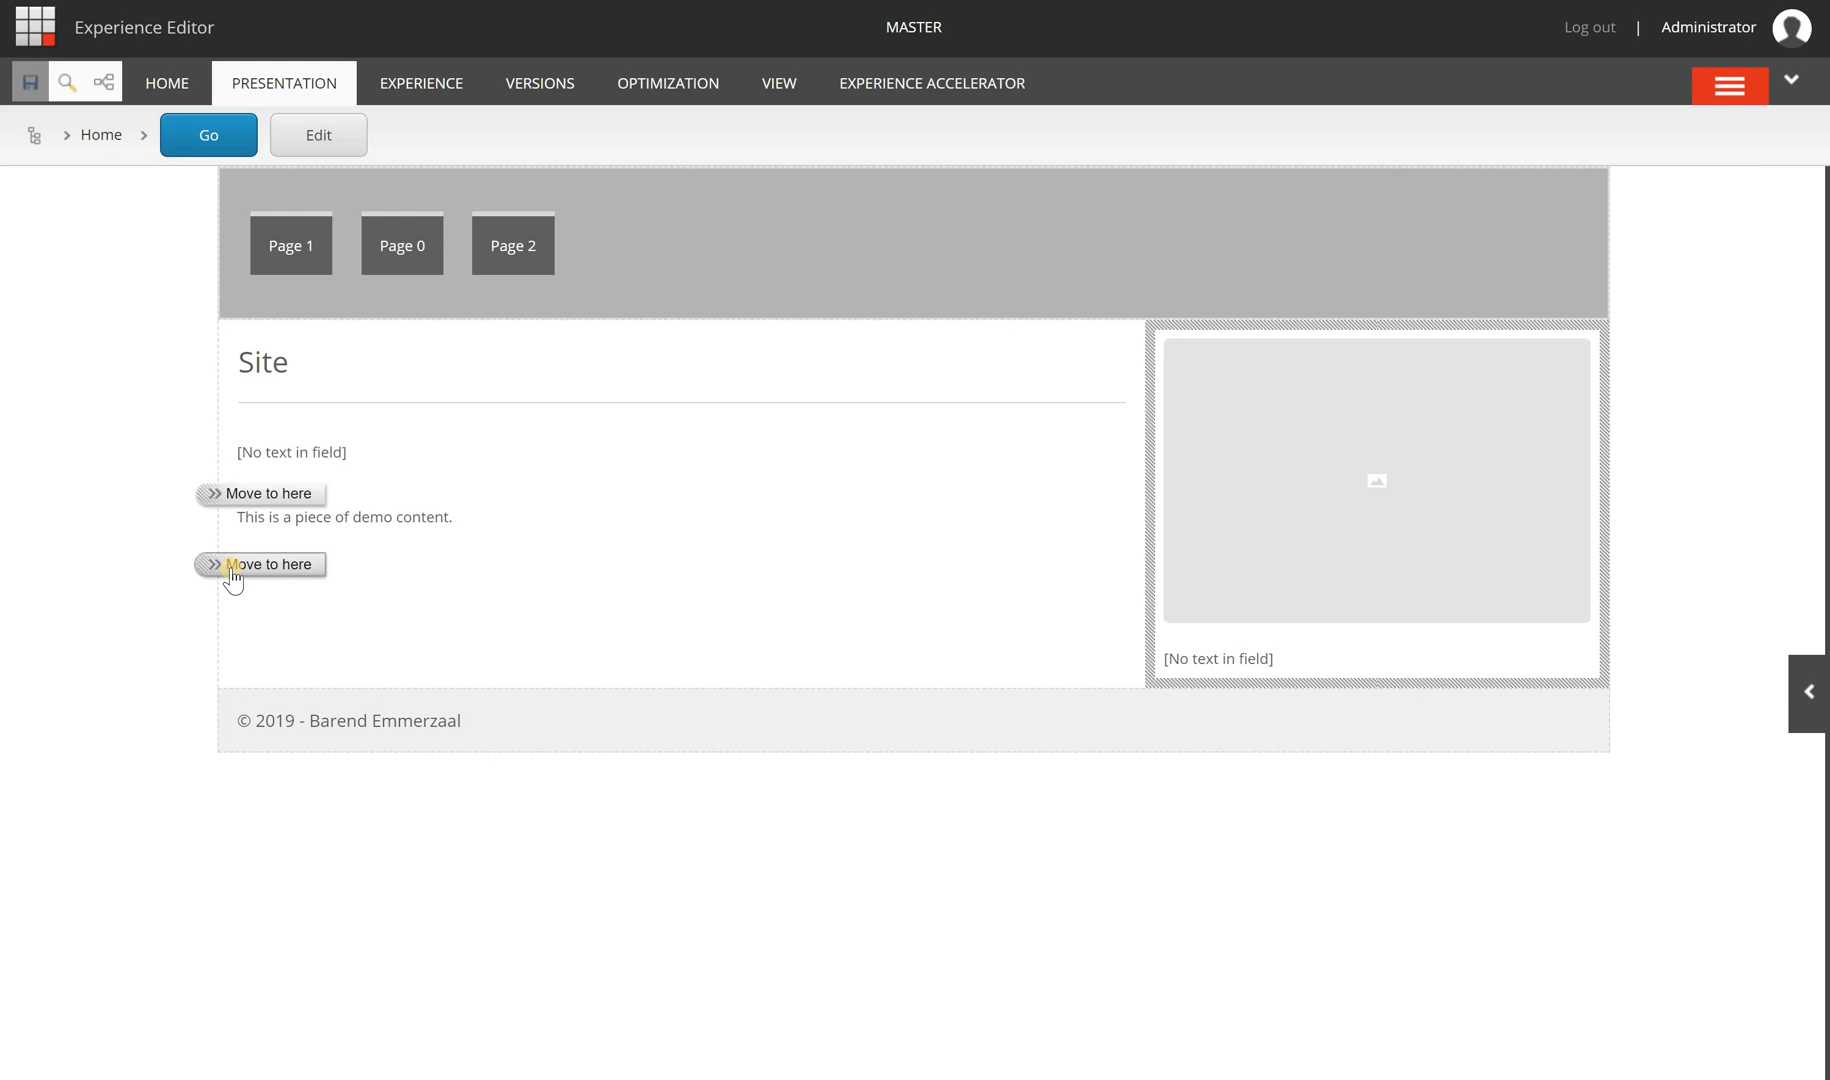 Experience Editor
MASTER
Log out | Administrator
HOME
PRESENTATION
EXPERIENCE
VERSIONS
OPTIMIZATION
VIEW
EXPERIENCE ACCELERATOR
Home
Go
Edit
Page 1
Page 0
Page 2
Site
[No text in field]
Move to here
This is a piece of demo content.
Move to here
[No text in field]
© 2019 - Barend Emmerzaal